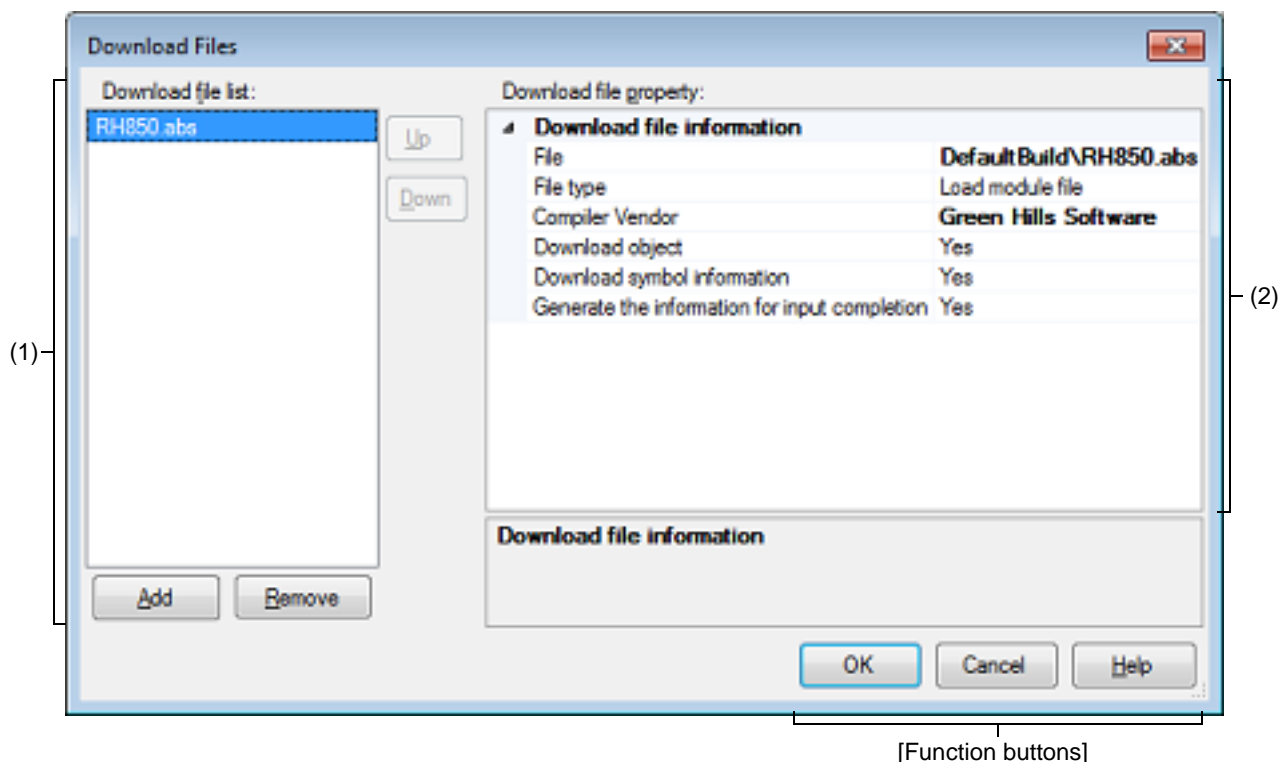 Download Files
Download file list:
RH850.abs
Up
Down
Add
Remove
Download file property:
Download file information
File DefaultBuild\RH850.abs
File type Load module file
Compiler Vendor Green Hills Software
Download object Yes
Download symbol information Yes
Generate the information for input completion Yes
Download file information
OK Cancel Help
(1)
(2)
[Function buttons]